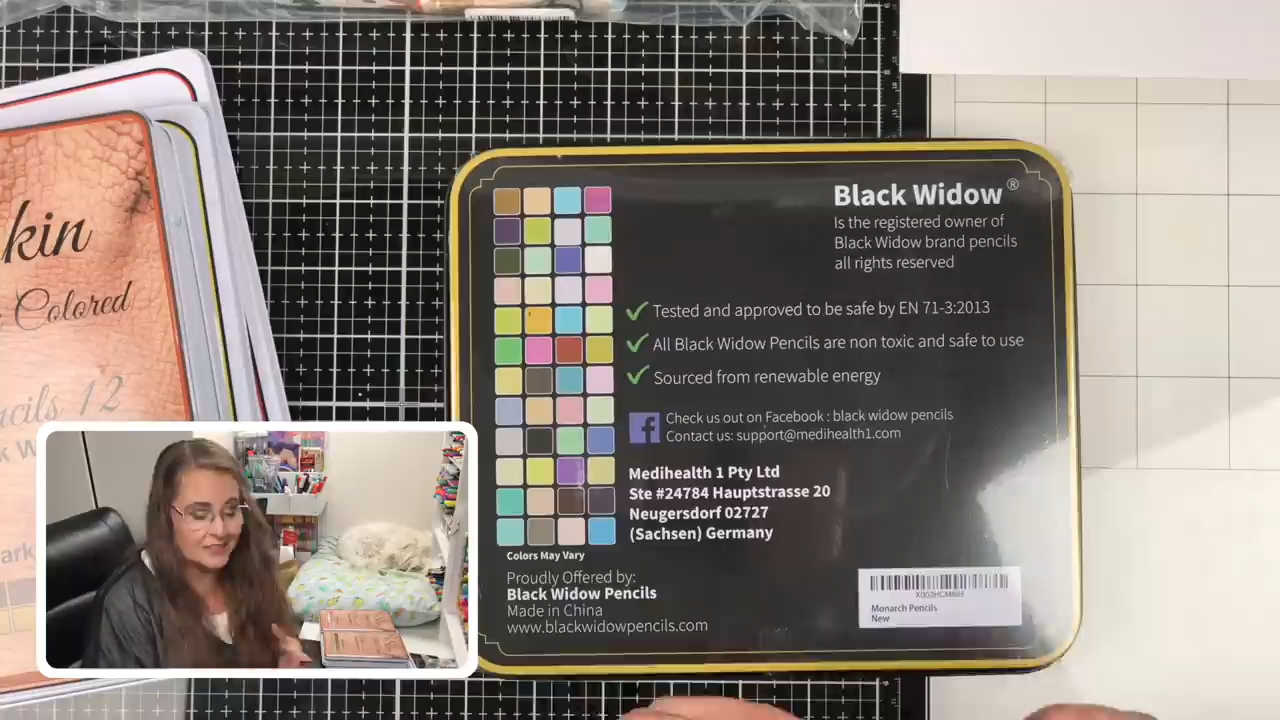 kin
Colored
12
Black Widow®
Is the registered owner of
Black Widow brand pencils
all rights reserved
Tested and approved to be safe by EN 71-3:2013
All Black Widow Pencils are non toxic and safe to use
Sourced from renewable energy
f
Check us out on Facebook : black widow pencils
Contact us: support@medihealth1.com
Medihealth 1 Pty Ltd
Ste #24784 Hauptstrasse 20
Neugersdorf 02727
(Sachsen) Germany
Colors May Vary
Proudly Offered by:
Black Widow Pencils
Made in China
www.blackwidowpencils.com
Monarch Pencils
New